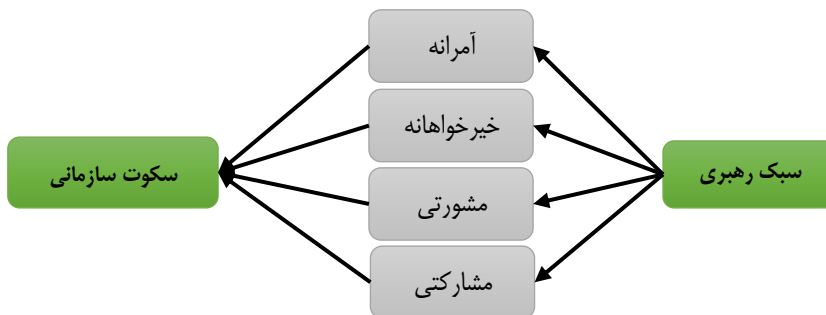 سبک رهبری
آمرانه
خیرخواهانه
مشورتی
مشارکتی
سکوت سازمانی